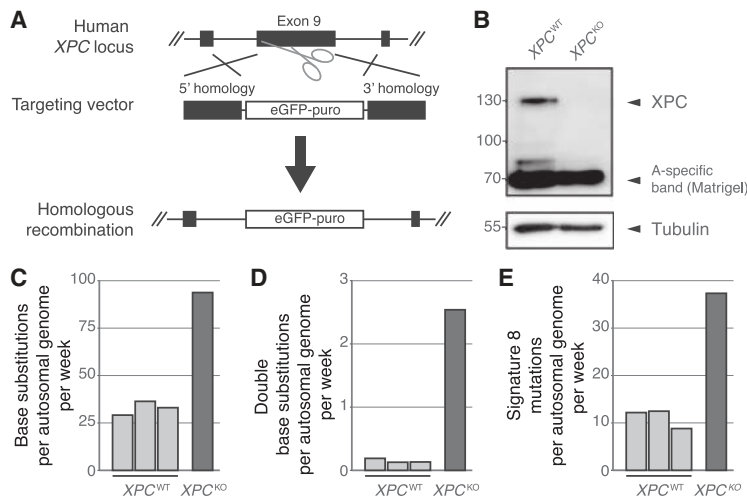 A
Human
XPC locus
Exon 9
5' homology
3' homology
Targeting vector
eGFP-puro
Homologous
recombination
eGFP-puro
B
XPCWT
XPCKO
130
XPC
100
70
A-specific
band (Matrigel)
55
Tubulin
C
Base substitutions
per autosomal genome
per week
100
75
50
25
0
XPCWT
XPCKO
D
Double
base substitutions
per autosomal genome
per week
3
2
1
0
XPCWT
XPCKO
E
Signature 8
mutations
per autosomal genome
per week
40
30
20
10
0
XPCWT
XPCKO